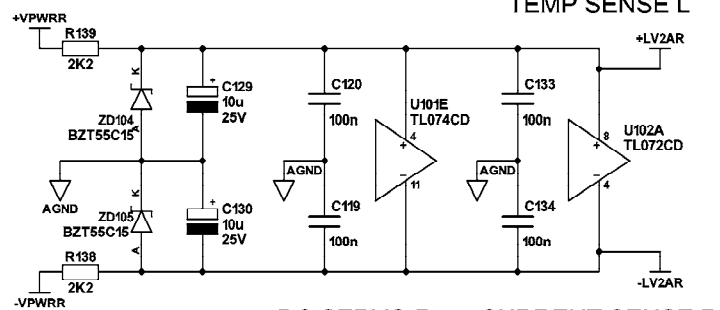 TEMP SENSE L
+VPWRR
R139
2K2
+LV2AR
K
ZD104
BZT55C15
A
C129
+
10u
25V
C120
100n
U101E
TL074CD
4
+
-
11
C133
100n
U102A
TL072CD
8
+
-
4
AGND
AGND
AGND
K
ZD105
BZT55C15
A
C130
+
10u
25V
C119
100n
C134
100n
R138
2K2
-VPWRR
-LV2AR